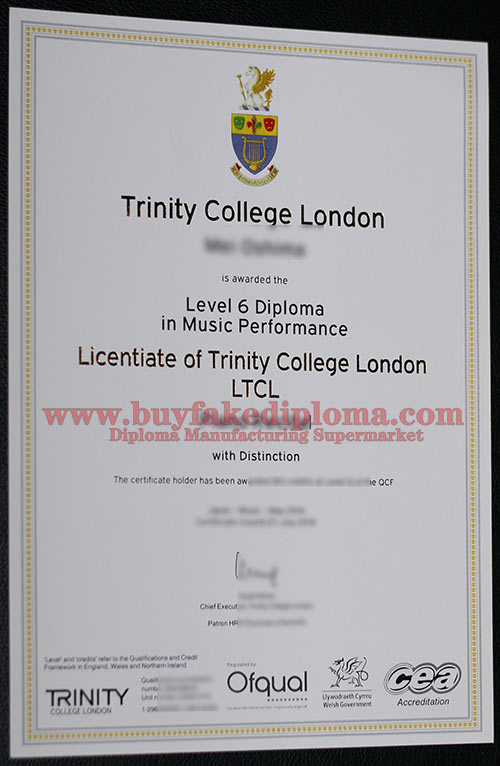 Trinity College London
is awarded the
Level 6 Diploma
in Music Performance
Licentiate of Trinity College London
LTCL
www.buyfakediploma.com
Diploma Manufacturing Supermarket
with Distinction
The certificate holder has been QCF
Chief
Patron
'Level' and 'credits' refer to the Qualifications and Credit
Framework in England, Wales and Northern Ireland
TRINITY
COLLEGE LONDON
Regulated by
Ofqual
Llywodraeth Cymru
Welsh Government
cea
Accreditation